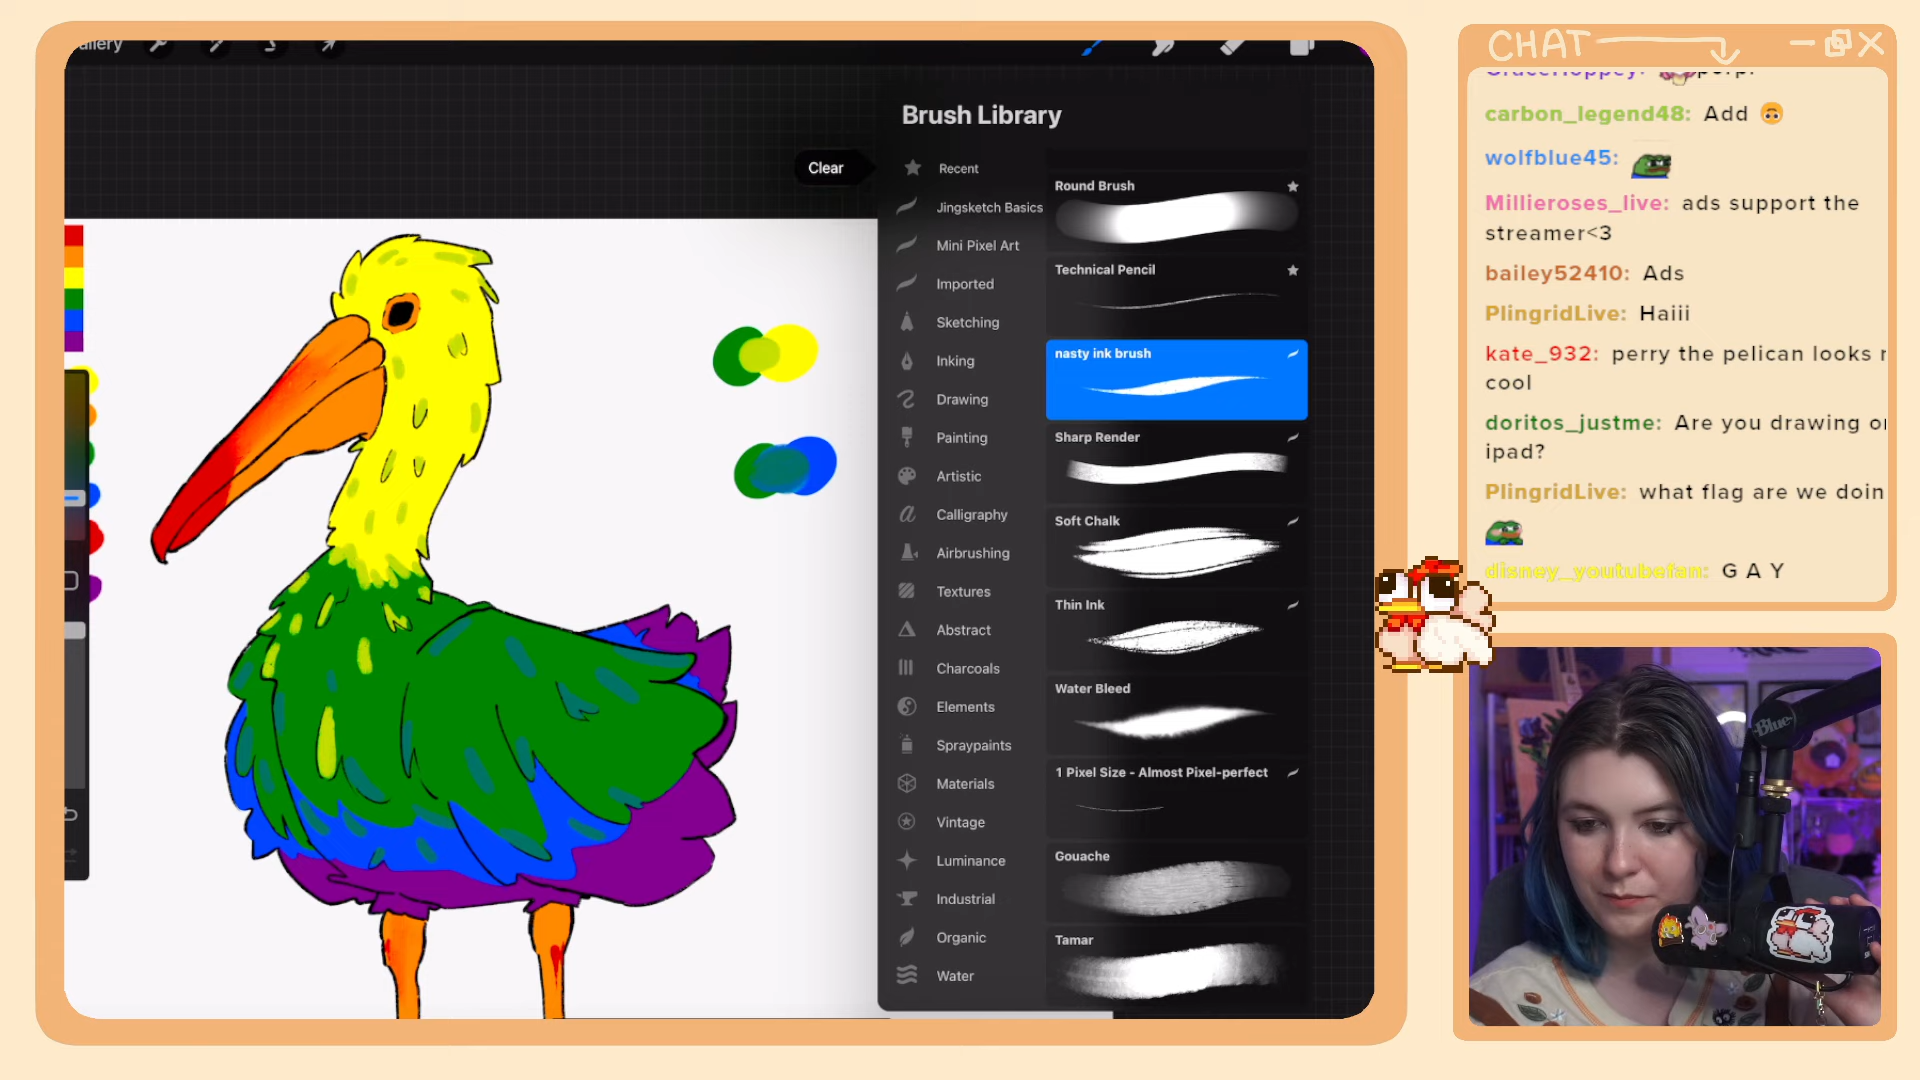 Brush Library
Clear
Recent
Jingsketch Basics
Mini Pixel Art
Imported
Sketching
Inking
Drawing
Painting
Artistic
Calligraphy
Airbrushing
Textures
Abstract
Charcoals
Elements
Spraypaints
Materials
Vintage
Luminance
Industrial
Organic
Water
Round Brush
Technical Pencil
nasty ink brush
Sharp Render
Soft Chalk
Thin Ink
Water Bleed
1 Pixel Size - Almost Pixel-perfect
Gouache
Tamar
CHAT
carbon_legend48: Add
wolfblue45:
Millieroses_live: ads support the
streamer<3
bailey52410: Ads
PlingridLive: Haiii
kate_932: perry the pelican looks r
cool
doritos_justme: Are you drawing o
ipad?
PlingridLive: what flag are we doin
disney_youtubefan: G A Y
Blue